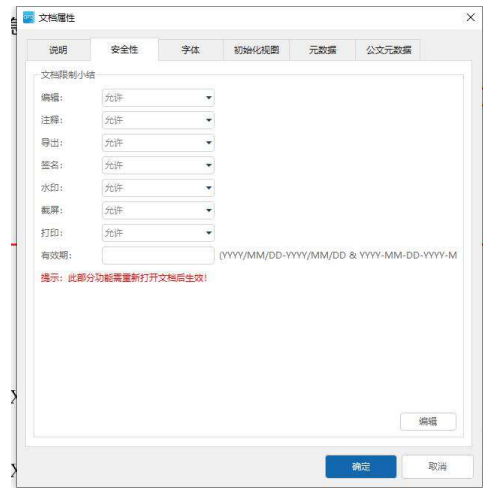 文档属性
说明 安全性 字体 初始化视图 元数据 公文元数据
文档限制小结
编辑: 允许
注释: 允许
导出: 允许
签名: 允许
水印: 允许
截屏: 允许
打印: 允许
有效期: (YYYY/MM/DD-YYYY/MM/DD & YYYY-MM-DD-YYYY-M
提示: 此部分功能需重新打开文档后生效!
编辑
确定 取消